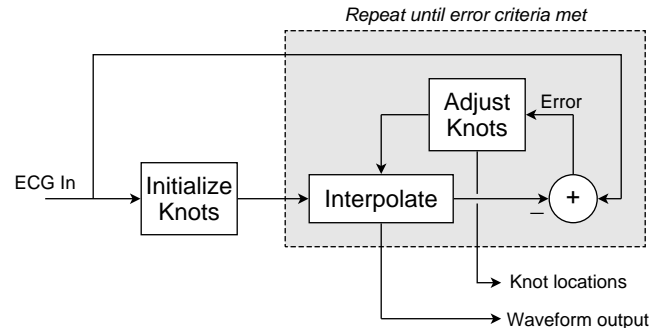 Repeat until error criteria met
Adjust
Knots
Error
ECG In
Initialize
Knots
Interpolate
+
–
Knot locations
Waveform output